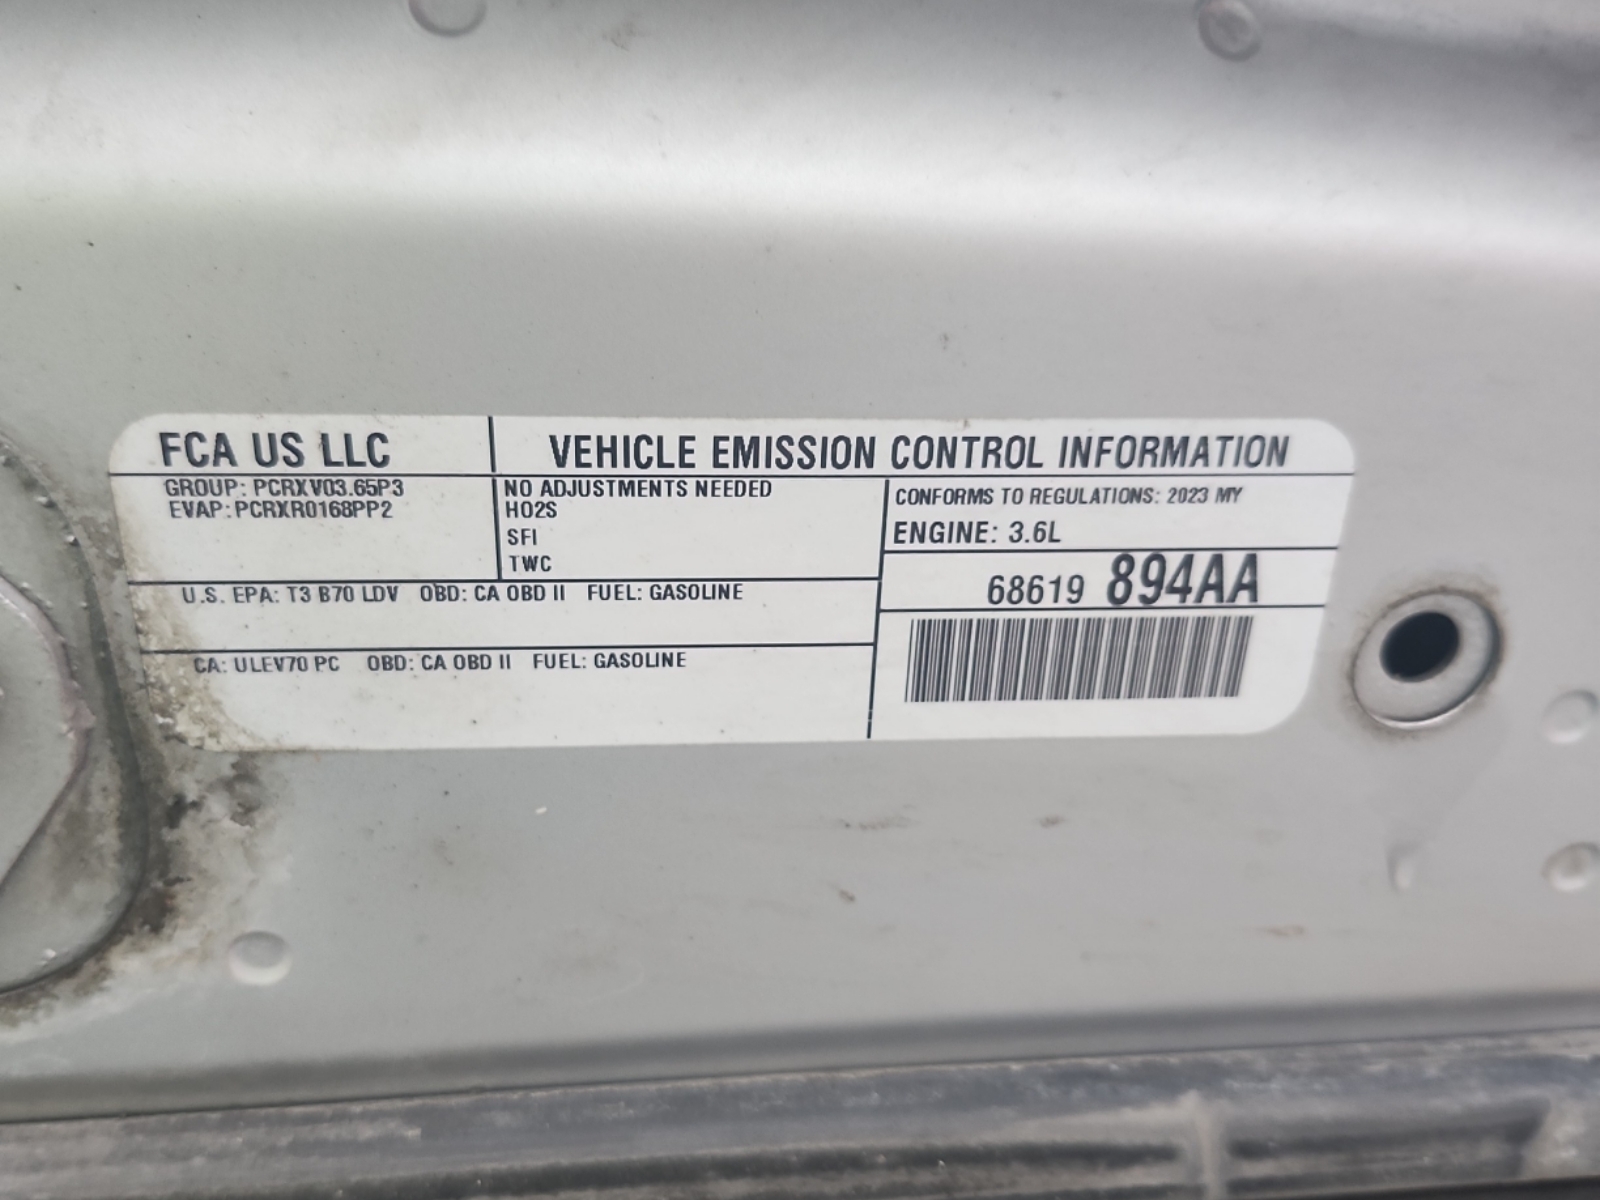 FCA US LLC
VEHICLE EMISSION CONTROL INFORMATION
GROUP: PCRXV03.65P3
EVAP: PCRXR0168PP2
NO ADJUSTMENTS NEEDED
HO2S
SFI
TWC
CONFORMS TO REGULATIONS: 2023 MY
ENGINE: 3.6L
68619 894AA
U.S. EPA: T3 B70 LDV OBD: CA OBD II FUEL: GASOLINE
CA: ULEV70 PC OBD: CA OBD II FUEL: GASOLINE